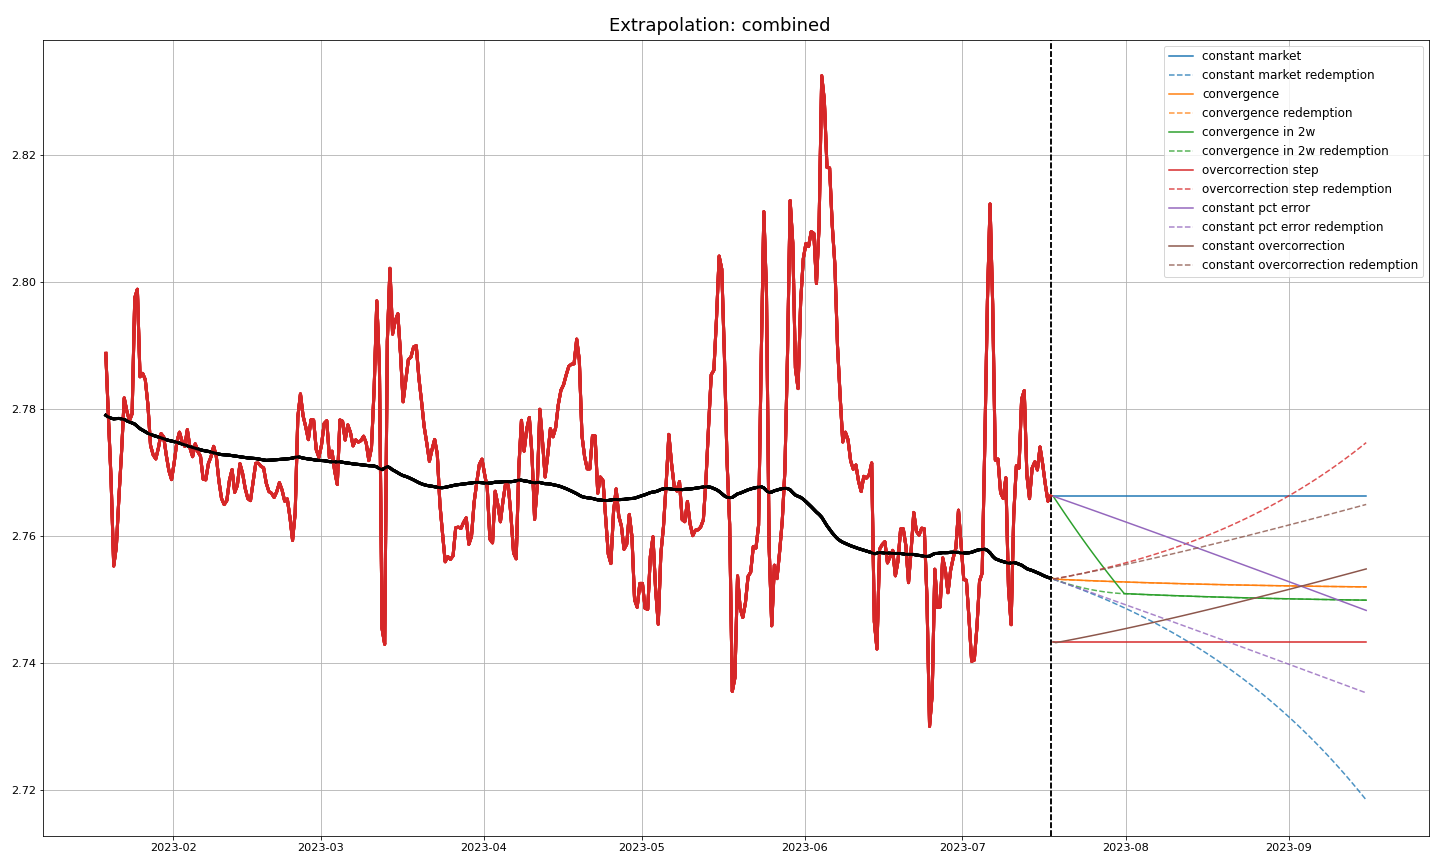 Extrapolation: combined
constant market
constant market redemption
convergence
convergence redemption
convergence in 2w
convergence in 2w redemption
overcorrection step
overcorrection step redemption
constant pct error
constant pct error redemption
constant overcorrection
constant overcorrection redemption
2.82
2.80
2.78
2.76
2.74
2.72
2023-02 2023-03 2023-04 2023-05 2023-06 2023-07 2023-08 2023-09